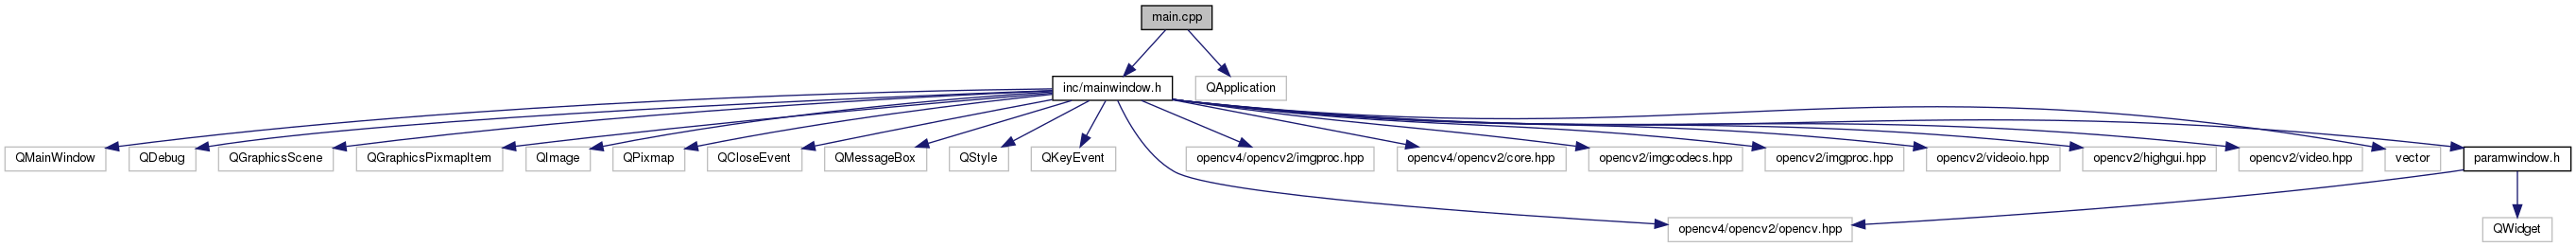 main.cpp
inc/mainwindow.h
QApplication
QMainWindow
QDebug
QGraphicsScene
QGraphicsPixmapItem
QImage
QPixmap
QCloseEvent
QMessageBox
QStyle
QKeyEvent
opencv4/opencv2/imgproc.hpp
opencv4/opencv2/core.hpp
opencv2/imgcodecs.hpp
opencv2/imgproc.hpp
opencv2/videoio.hpp
opencv2/highgui.hpp
opencv2/video.hpp
vector
paramwindow.h
opencv4/opencv2/opencv.hpp
QWidget